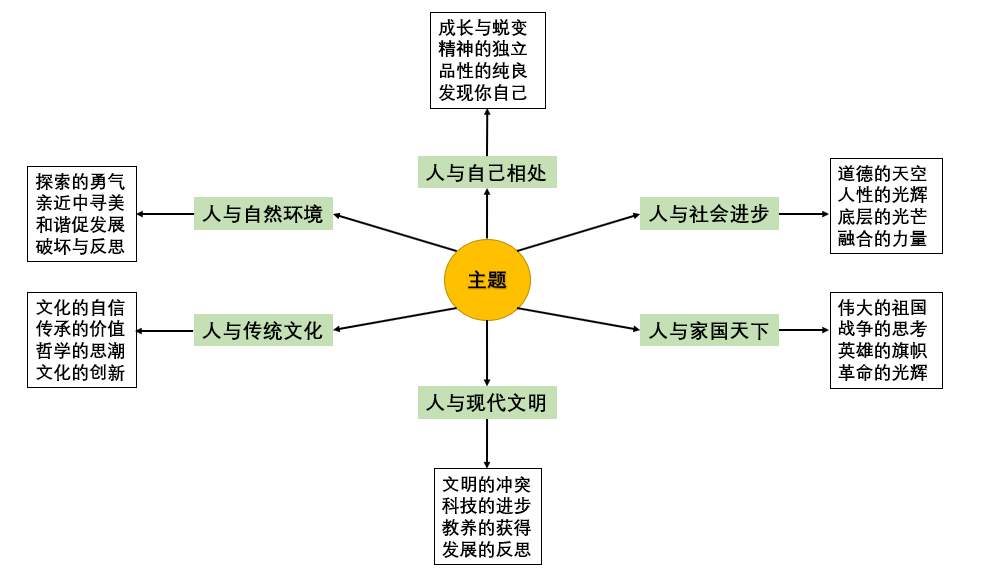 成长与蜕变
精神的独立
品性的纯良
发现你自己
人与自己相处
探索的勇气
亲近中寻美
和谐促发展
破坏与反思
人与自然环境
人与社会进步
道德的天空
人性的光辉
底层的光芒
融合的力量
主题
文化的自信
传承的价值
哲学的思潮
文化的创新
人与传统文化
人与家国天下
伟大的祖国
战争的思考
英雄的旗帜
革命的光辉
人与现代文明
文明的冲突
科技的进步
教养的获得
发展的反思